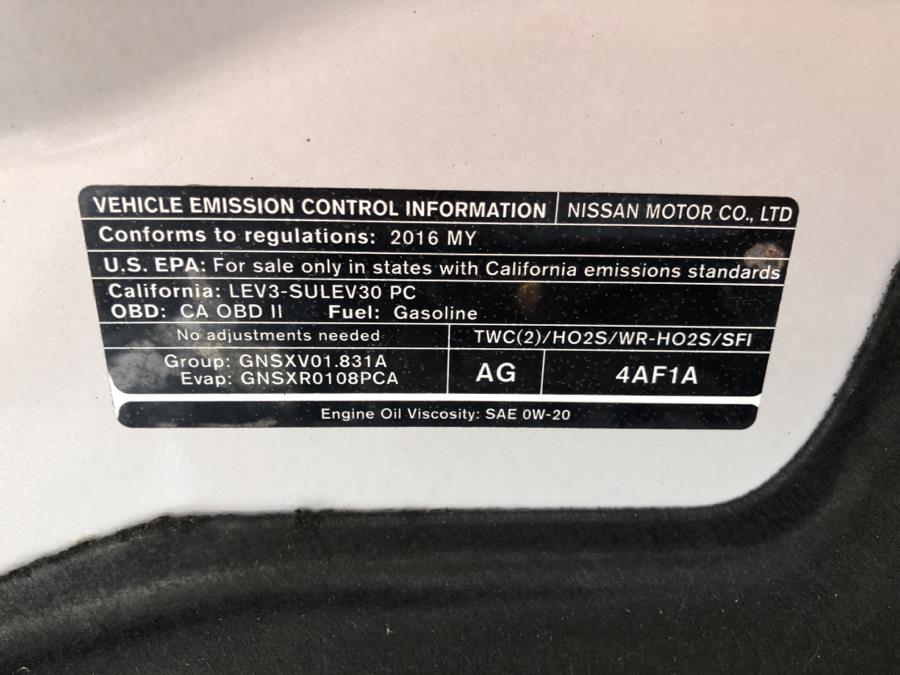 VEHICLE EMISSION CONTROL INFORMATION NISSAN MOTOR CO., LTD
Conforms to regulations: 2016 MY
U.S. EPA: For sale only in states with California emissions standards
California: LEV3-SULEV30 PC
OBD: CA OBD II Fuel: Gasoline
No adjustments needed TWC(2)/HO2S/WR-HO2S/SFI
Group: GNSXV01.831A
Evap: GNSXR0108PCA
AG 4AF1A
Engine Oil Viscosity: SAE 0W-20